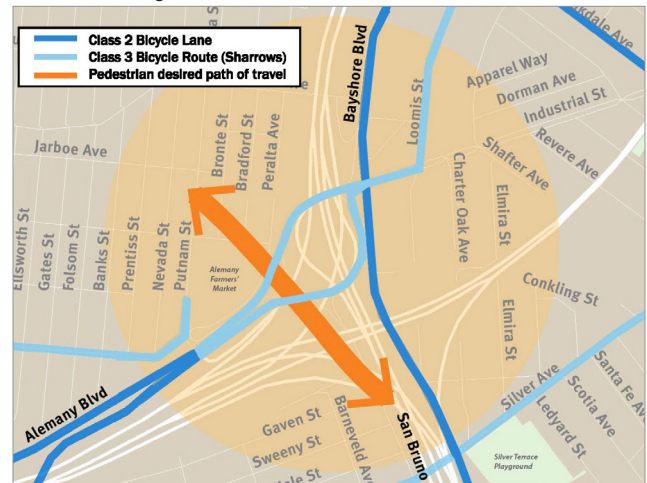 Class 2 Bicycle Lane
Class 3 Bicycle Route (Sharrows)
Pedestrian desired path of travel
Bayshore Blvd
Loomis St
Apparel Way
Dorman Ave
Industrial St
Revere Ave
Shafter Ave
Jarboe Ave
Bronte St
Bradford St
Peralta Ave
Charter Oak Ave
Elmira St
Ellsworth St
Gates St
Folsom St
Banks St
Prentiss St
Nevada St
Putnam St
Alemany
Farmers'
Market
Conkling St
Elmira St
Silver Ave
Santa Fe Ave
Scotia Ave
Ledyard St
Alemany Blvd
Gaven St
Sweeny St
Barneveld Ave
San Bruno
Silver Terrace
Playground